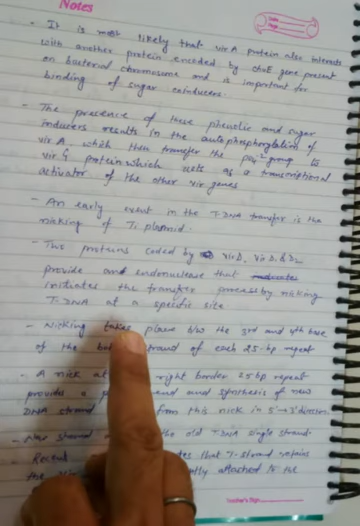 Notes
Date
- It is most likely that vir A protein also interacts
with another protein encoded by chvE gene present
on bacterial chromosome and is important for
binding of sugar coinducers.
- The presence of these phenolic and sugar
inducers results in the autophosphorylation of
vir A, which then transfer the group to
vir G protein which acts as a transcriptional
activator of the other vir genes
- An early event in the T-DNA transfer is the
nicking of Ti plasmid.
- Two proteins coded by vir D, Vir D1 & D2
provide and endonuclease that
initiates the transfer process by nicking
T-DNA at a specific site
- Nicking takes place b/w the 3rd and 4th base
of the strand of each 25-bp repeat
- A nick at right border 25 bp repeat
provides a and synthesis of new
DNA strand from this nick in 5'→3' direction.
- New strand the old T-DNA single strand.
Recent that T-strand retains
the attached to the
Teacher's Sign